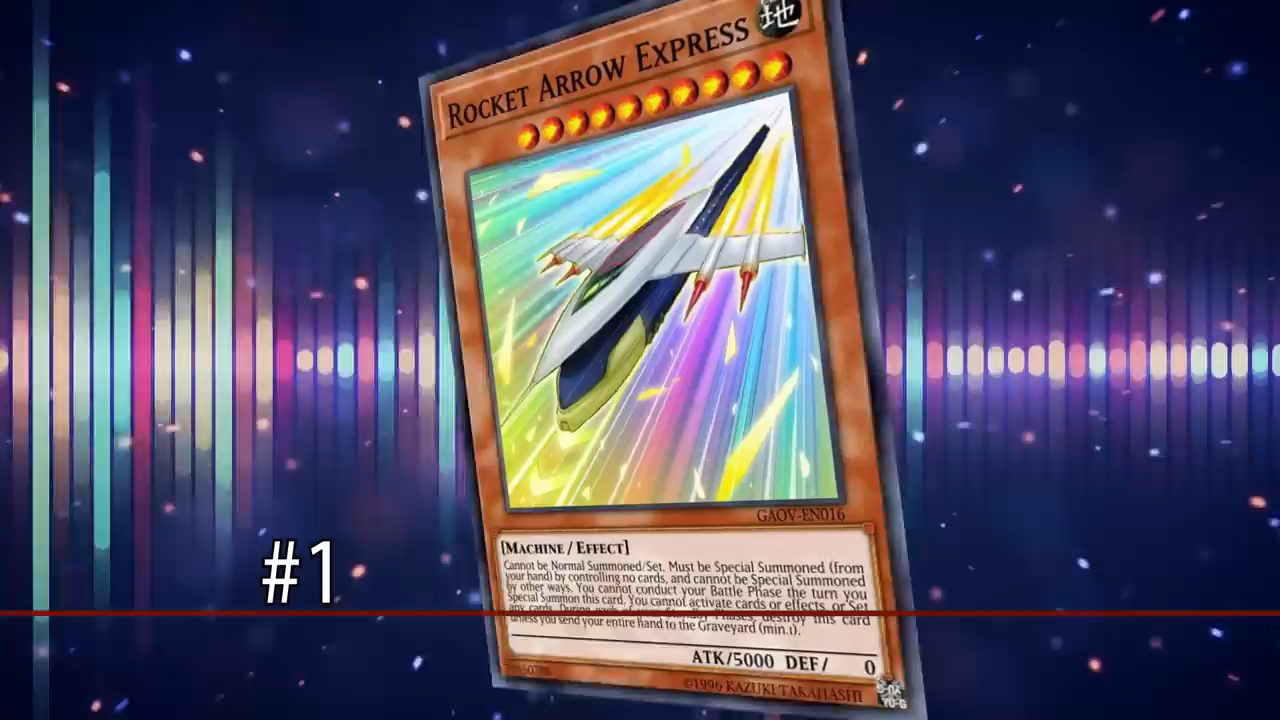 ROCKET ARROW EXPRESS
地
GAOV-EN016
[MACHINE / EFFECT]
Cannot be Normal Summoned/Set. Must be Special Summoned (from
your hand) by controlling no cards, and cannot be Special Summoned
by other ways. You cannot conduct your Battle Phase the turn you
Special Summon this card. You cannot activate cards or effects, or Set
any cards. During each of your Standby Phases, destroy this card
unless you send your entire hand to the Graveyard (min.1).
ATK/5000 DEF/ 0
©1996 KAZUKI TAKAHASHI
#1